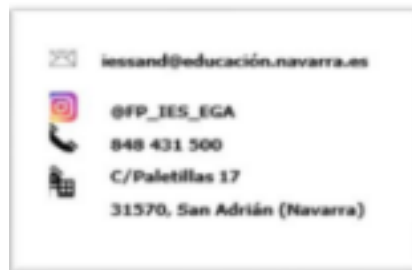 iessand@educación.navarra.es
@FP_IES_EGA
848 431 500
C/Paletillas 17
31570, San Adrián (Navarra)